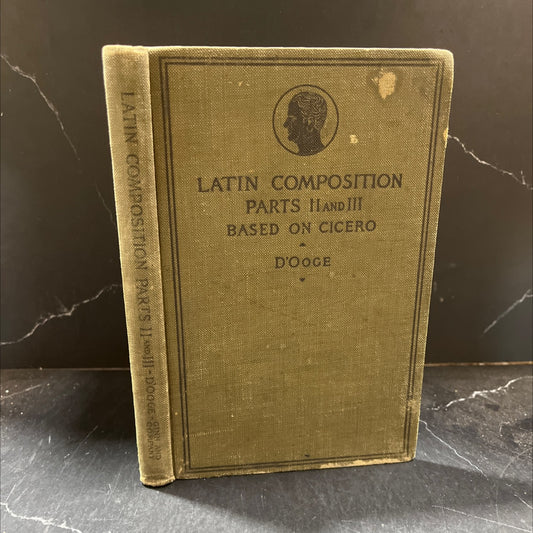 LATIN COMPOSITION
PARTS II AND III
BASED ON CICERO
D'OOGE
LATIN COMPOSITION PARTS II AND III - D'OOGE
GINN AND
COMPANY